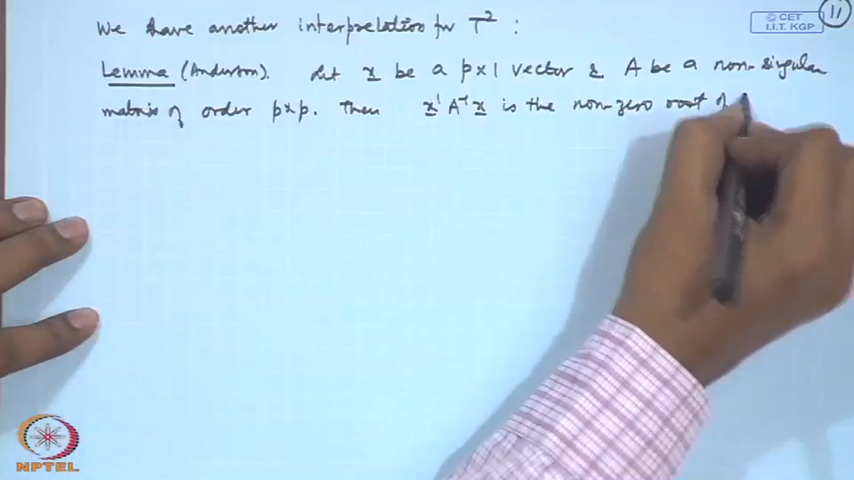 We have another interpretation for T² :
Lemma (Anderson). Let x be a p×1 vector & A be a non-singular
matrix of order p×p. Then x' A⁻¹ x is the non-zero root of
© CET
I.I.T. KGP
11
NPTEL